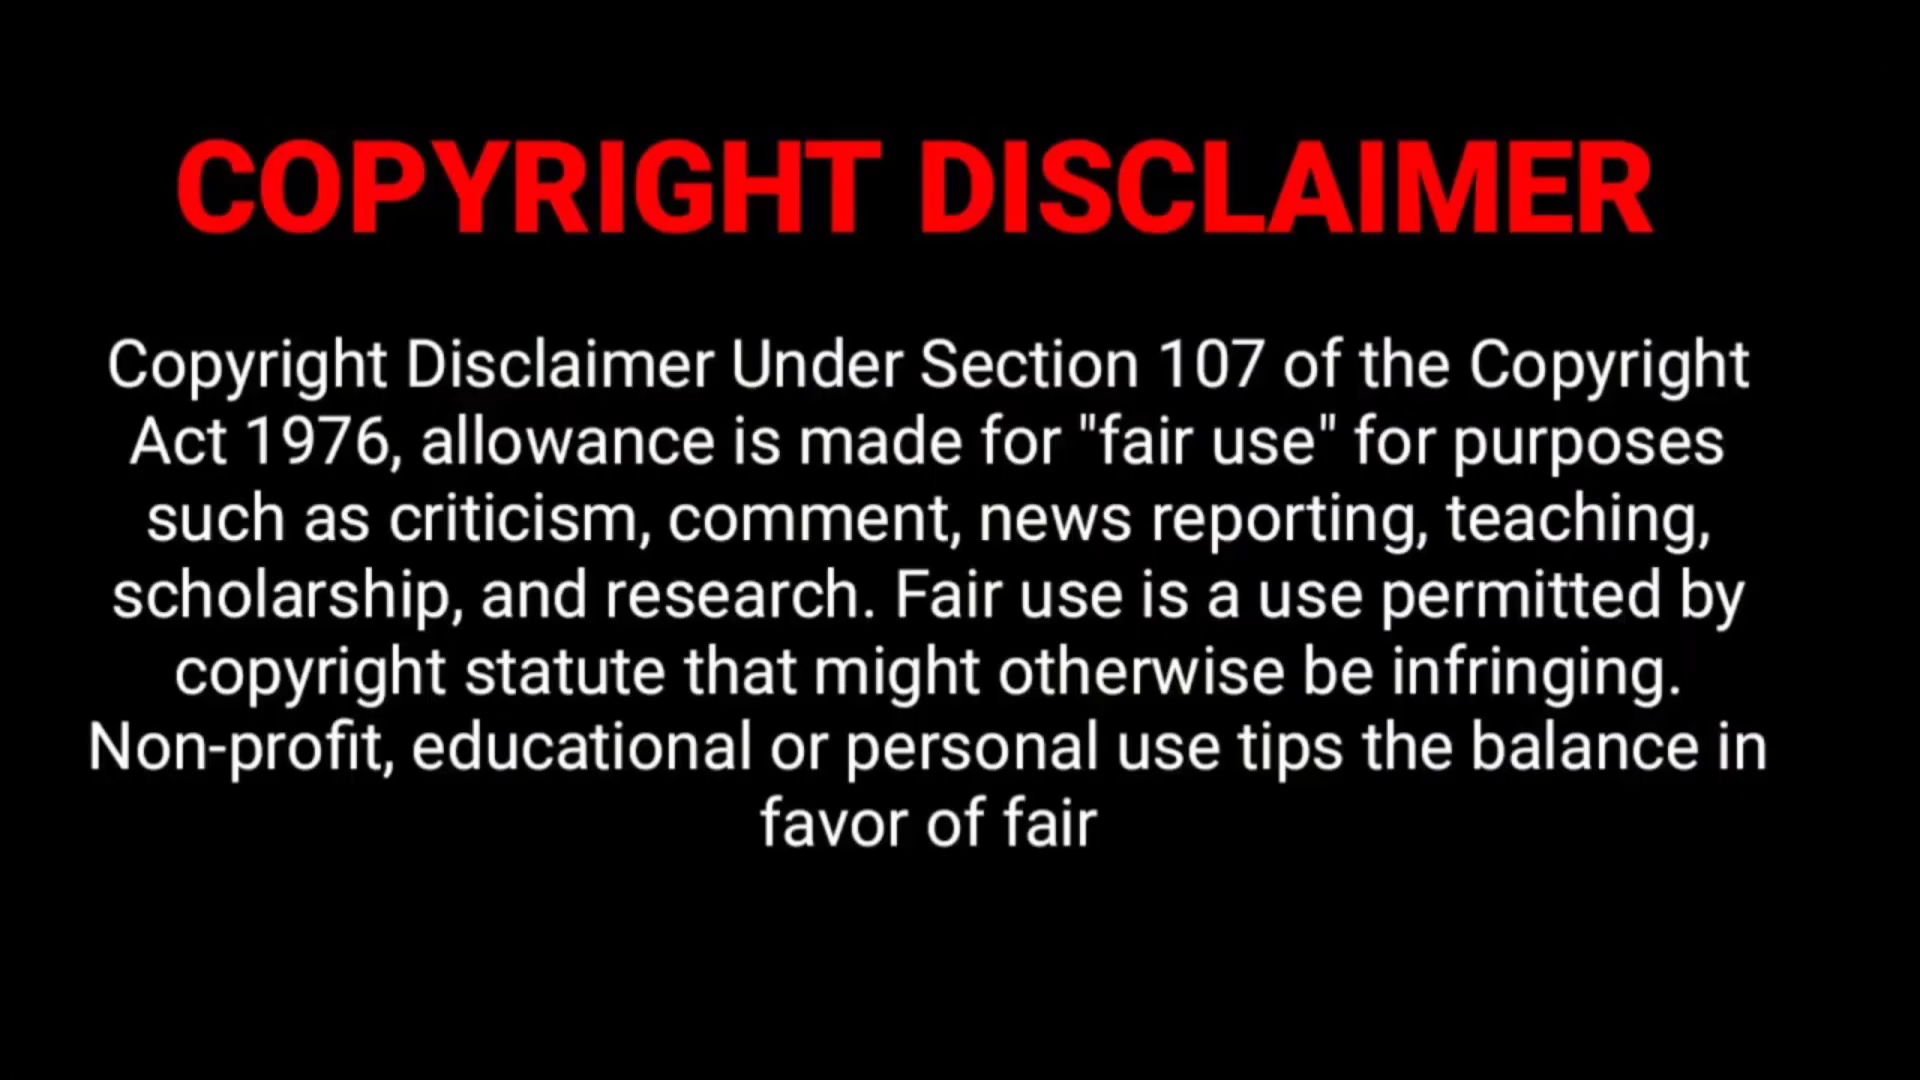 COPYRIGHT DISCLAIMER
Copyright Disclaimer Under Section 107 of the Copyright
Act 1976, allowance is made for "fair use" for purposes
such as criticism, comment, news reporting, teaching,
scholarship, and research. Fair use is a use permitted by
copyright statute that might otherwise be infringing.
Non-profit, educational or personal use tips the balance in
favor of fair